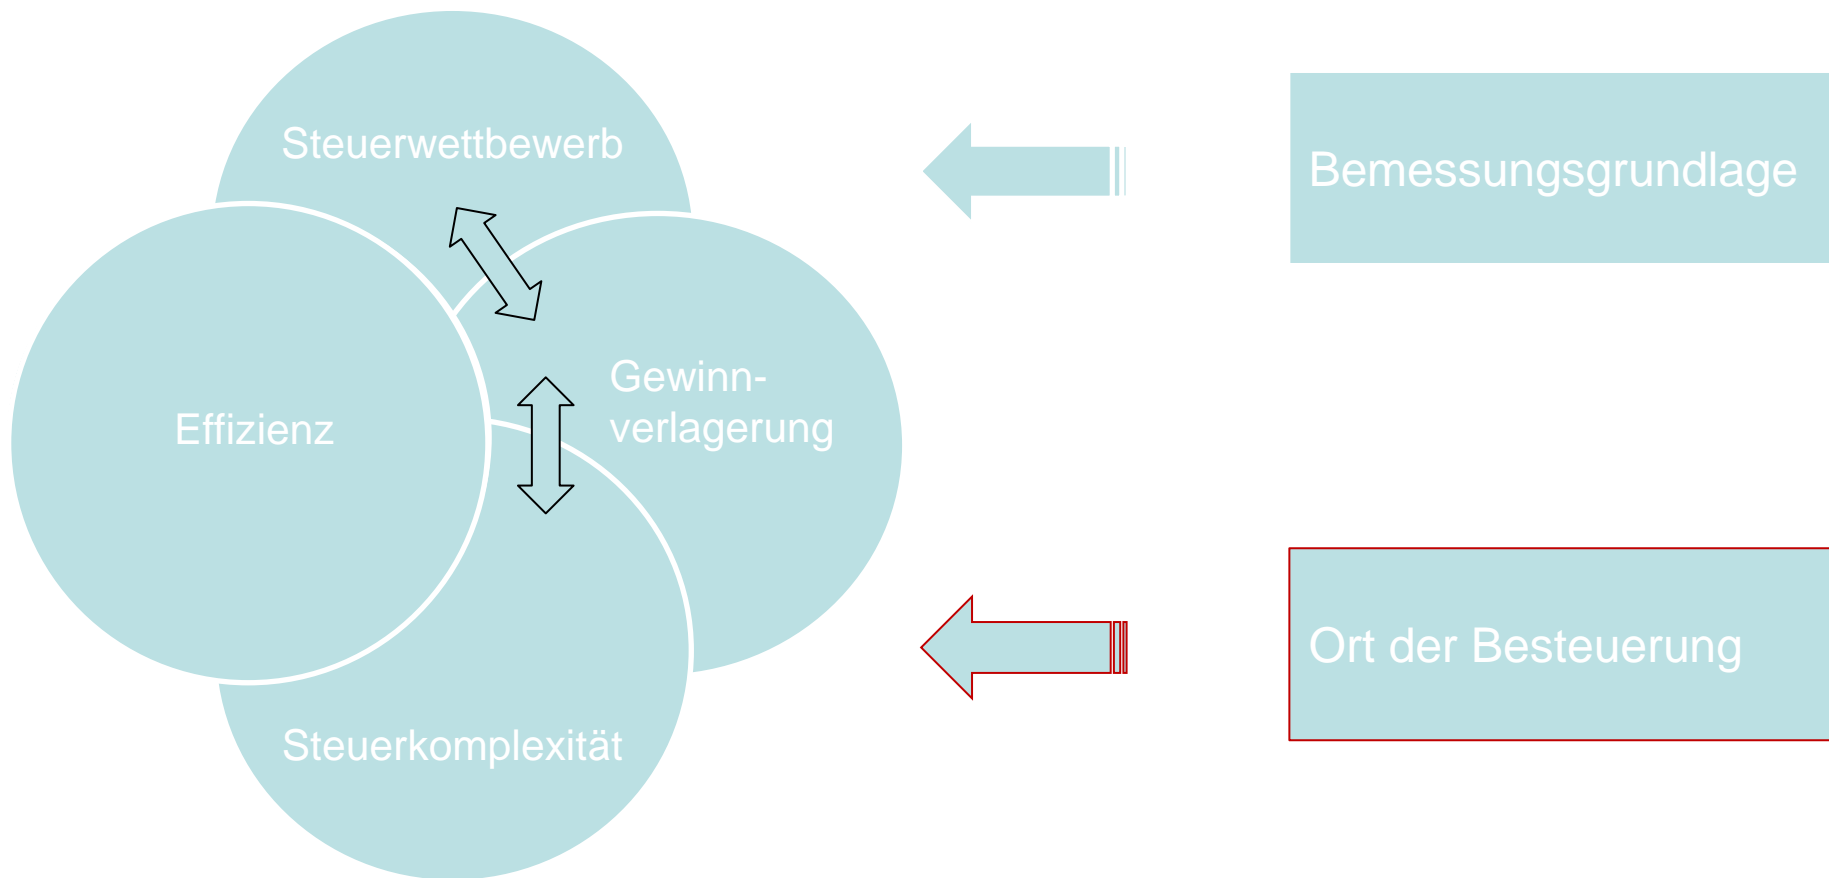 Steuerwettbewerb
Bemessungsgrundlage
Gewinn-
verlagerung
Effizienz
Ort der Besteuerung
Steuerkomplexität